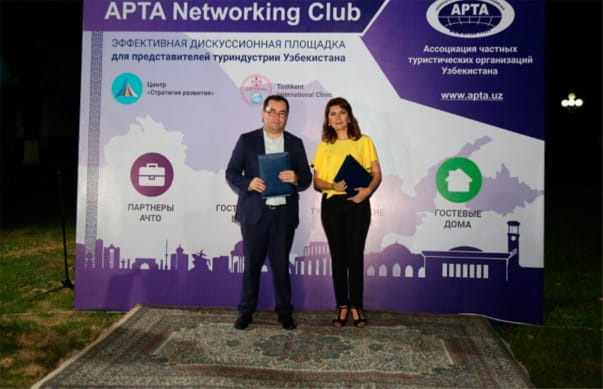 APTA Networking Club
ЭФФЕКТИВНАЯ ДИСКУССИОННАЯ ПЛОЩАДКА
для представителей туриндустрии Узбекистана
Центр
«Стратегия развития»
Tashkent
International Clinic
АРТА
Ассоциация частных
туристических организаций
Узбекистана
www.apta.uz
ПАРТНЕРЫ
АЧТО
ГОСТЕВЫЕ
ДОМА